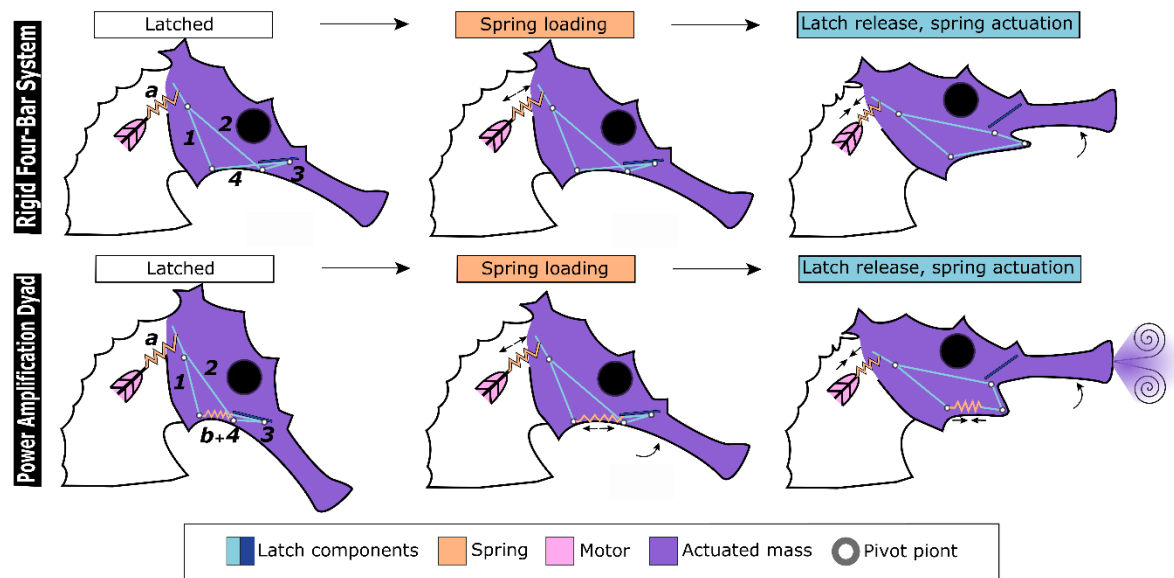 Rigid Four-Bar System
Latched
Spring loading
Latch release, spring actuation
a
1
2
4
3
Power Amplification Dyad
Latched
Spring loading
Latch release, spring actuation
a
1
2
b+4
3
Latch components
Spring
Motor
Actuated mass
Pivot piont